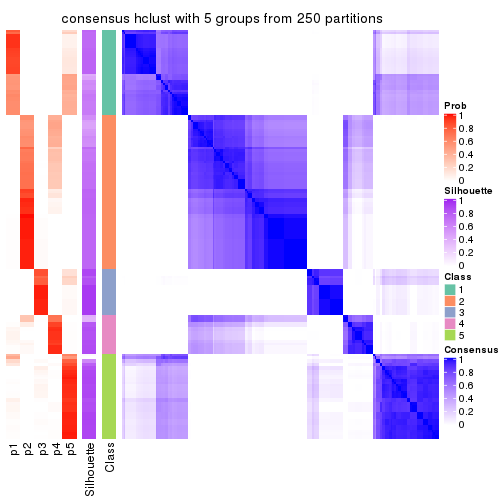 consensus hclust with 5 groups from 250 partitions
Prob
1
0.8
0.6
0.4
0.2
0
Silhouette
1
0.8
0.6
0.4
0.2
0
Class
1
2
3
4
5
Consensus
1
0.8
0.6
0.4
0.2
0
p1
p2
p3
p4
p5
Silhouette
Class